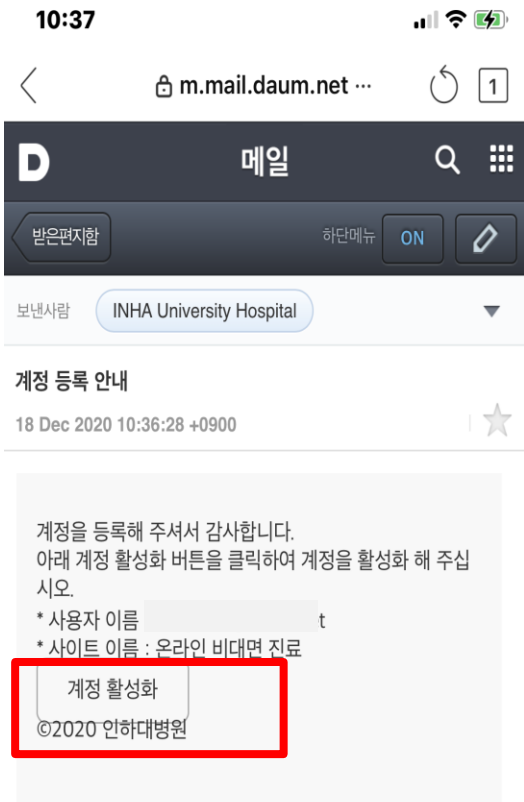 10:37
m.mail.daum.net ...
1
D
메일
받은편지함
하단메뉴
ON
보낸사람
INHA University Hospital
계정 등록 안내
18 Dec 2020 10:36:28 +0900
계정을 등록해 주셔서 감사합니다.
아래 계정 활성화 버튼을 클릭하여 계정을 활성화 해 주십
시오.
* 사용자 이름 t
* 사이트 이름 : 온라인 비대면 진료
계정 활성화
©2020 인하대병원